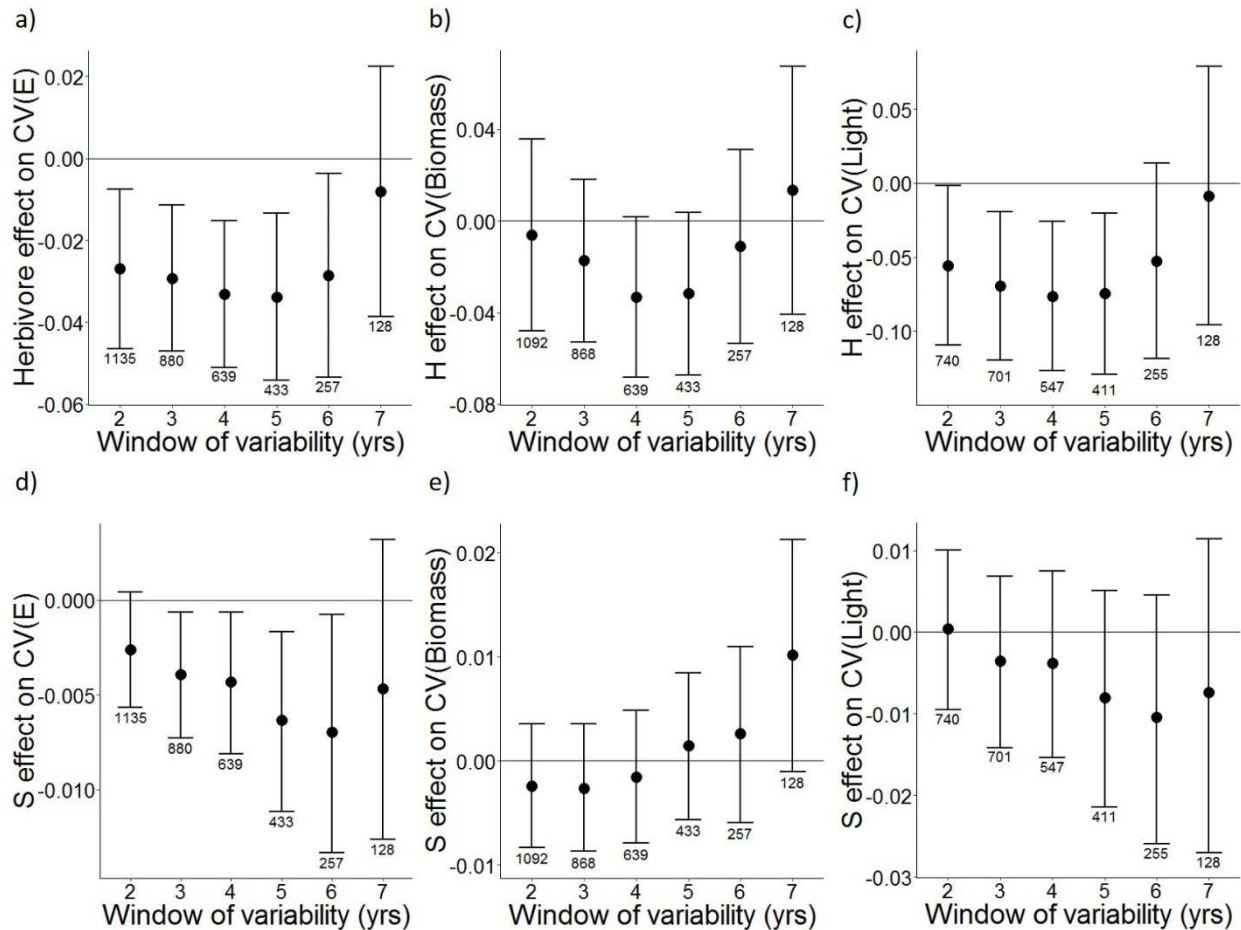 a)
Herbivore effect on CV(E)
0.02
0.00
-0.02
-0.04
-0.06
1135
880
639
433
257
128
2 3 4 5 6 7
Window of variability (yrs)
b)
H effect on CV(Biomass)
0.04
0.00
-0.04
-0.08
1092
868
639
433
257
128
2 3 4 5 6 7
Window of variability (yrs)
c)
H effect on CV(Light)
0.05
0.00
-0.05
-0.10
740
701
547
411
255
128
2 3 4 5 6 7
Window of variability (yrs)
d)
S effect on CV(E)
0.000
-0.005
-0.010
1135
880
639
433
257
128
2 3 4 5 6 7
Window of variability (yrs)
e)
S effect on CV(Biomass)
0.02
0.01
0.00
-0.01
1092
868
639
433
257
128
2 3 4 5 6 7
Window of variability (yrs)
f)
S effect on CV(Light)
0.01
0.00
-0.01
-0.02
-0.03
740
701
547
411
255
128
2 3 4 5 6 7
Window of variability (yrs)